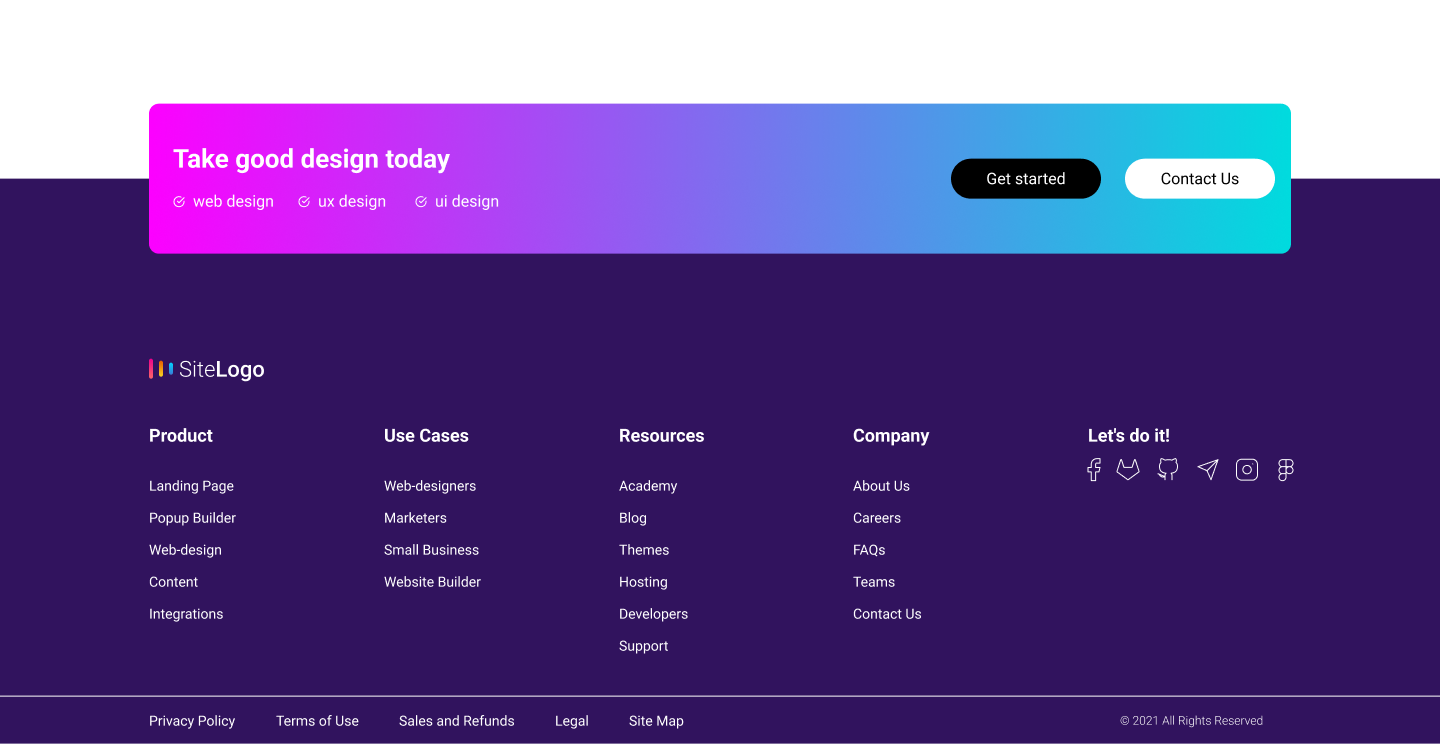 Take good design today
web design ux design ui design
Get started
Contact Us
SiteLogo
Product
Landing Page
Popup Builder
Web-design
Content
Integrations
Use Cases
Web-designers
Marketers
Small Business
Website Builder
Resources
Academy
Blog
Themes
Hosting
Developers
Support
Company
About Us
Careers
FAQs
Teams
Contact Us
Let's do it!
Privacy Policy Terms of Use Sales and Refunds Legal Site Map © 2021 All Rights Reserved